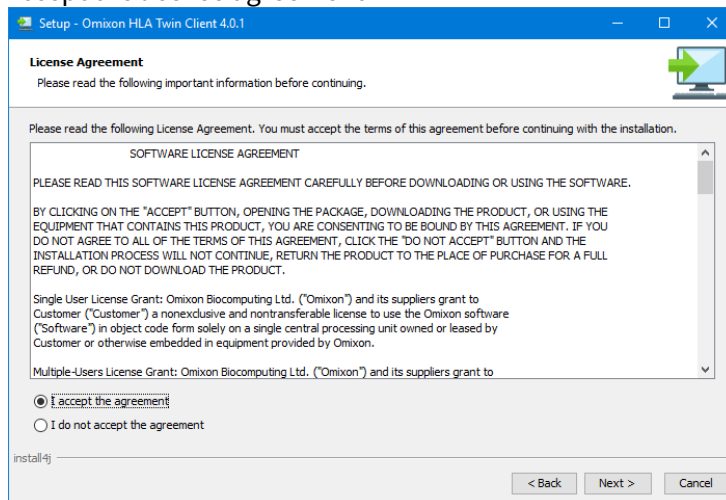 Setup - Omixon HLA Twin Client 4.0.1
License Agreement
Please read the following important information before continuing.
Please read the following License Agreement. You must accept the terms of this agreement before continuing with the installation.
SOFTWARE LICENSE AGREEMENT
PLEASE READ THIS SOFTWARE LICENSE AGREEMENT CAREFULLY BEFORE DOWNLOADING OR USING THE SOFTWARE.
BY CLICKING ON THE "ACCEPT" BUTTON, OPENING THE PACKAGE, DOWNLOADING THE PRODUCT, OR USING THE
EQUIPMENT THAT CONTAINS THIS PRODUCT, YOU ARE CONSENTING TO BE BOUND BY THIS AGREEMENT. IF YOU
DO NOT AGREE TO ALL OF THE TERMS OF THIS AGREEMENT, CLICK THE "DO NOT ACCEPT" BUTTON AND THE
INSTALLATION PROCESS WILL NOT CONTINUE, RETURN THE PRODUCT TO THE PLACE OF PURCHASE FOR A FULL
REFUND, OR DO NOT DOWNLOAD THE PRODUCT.
Single User License Grant: Omixon Biocomputing Ltd. ("Omixon") and its suppliers grant to
Customer ("Customer") a nonexclusive and nontransferable license to use the Omixon software
("Software") in object code form solely on a single central processing unit owned or leased by
Customer or otherwise embedded in equipment provided by Omixon.
Multiple-Users License Grant: Omixon Biocomputing Ltd. ("Omixon") and its suppliers grant to
I accept the agreement
I do not accept the agreement
install4j
< Back
Next >
Cancel